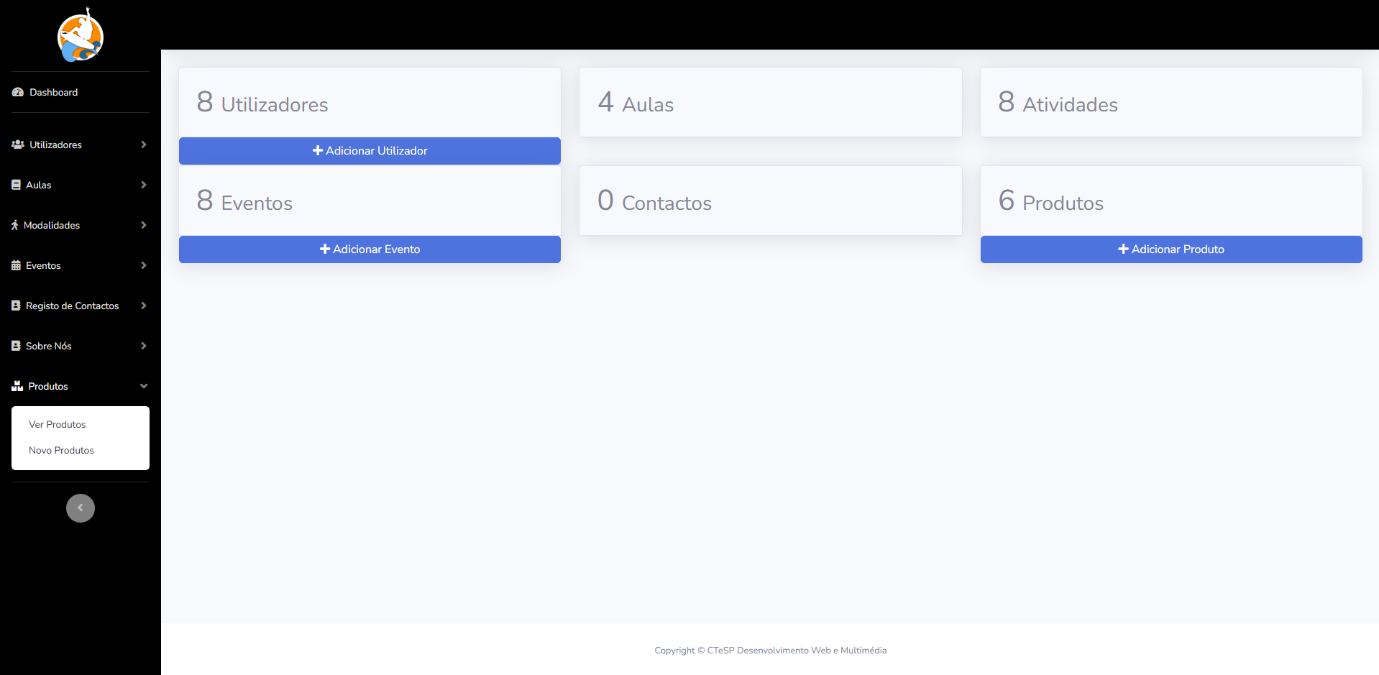 Dashboard
Utilizadores
Aulas
Modalidades
Eventos
Registo de Contactos
Sobre Nós
Produtos
Ver Produtos
Novo Produtos
8 Utilizadores
4 Aulas
8 Atividades
Adicionar Utilizador
8 Eventos
0 Contactos
6 Produtos
Adicionar Evento
Adicionar Produto
Copyright © CTeSP Desenvolvimento Web e Multimédia